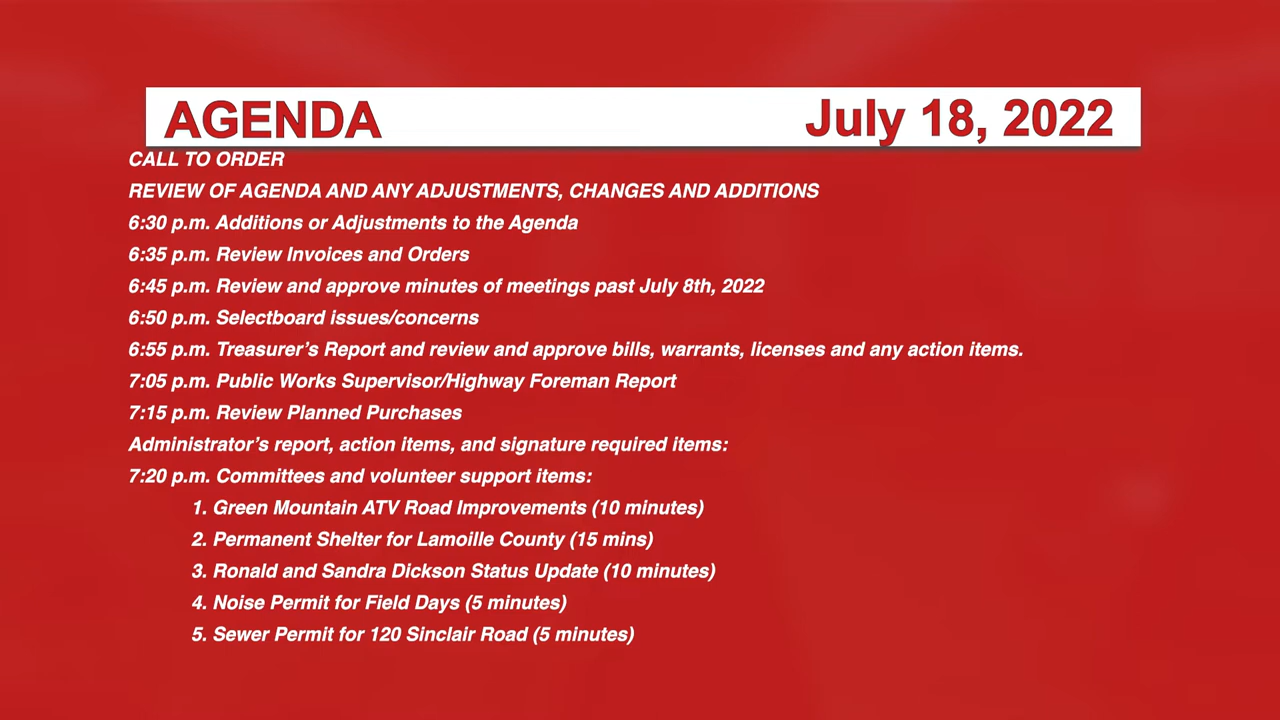 AGENDA July 18, 2022
CALL TO ORDER
REVIEW OF AGENDA AND ANY ADJUSTMENTS, CHANGES AND ADDITIONS
6:30 p.m. Additions or Adjustments to the Agenda
6:35 p.m. Review Invoices and Orders
6:45 p.m. Review and approve minutes of meetings past July 8th, 2022
6:50 p.m. Selectboard issues/concerns
6:55 p.m. Treasurer’s Report and review and approve bills, warrants, licenses and any action items.
7:05 p.m. Public Works Supervisor/Highway Foreman Report
7:15 p.m. Review Planned Purchases
Administrator’s report, action items, and signature required items:
7:20 p.m. Committees and volunteer support items:
1. Green Mountain ATV Road Improvements (10 minutes)
2. Permanent Shelter for Lamoille County (15 mins)
3. Ronald and Sandra Dickson Status Update (10 minutes)
4. Noise Permit for Field Days (5 minutes)
5. Sewer Permit for 120 Sinclair Road (5 minutes)